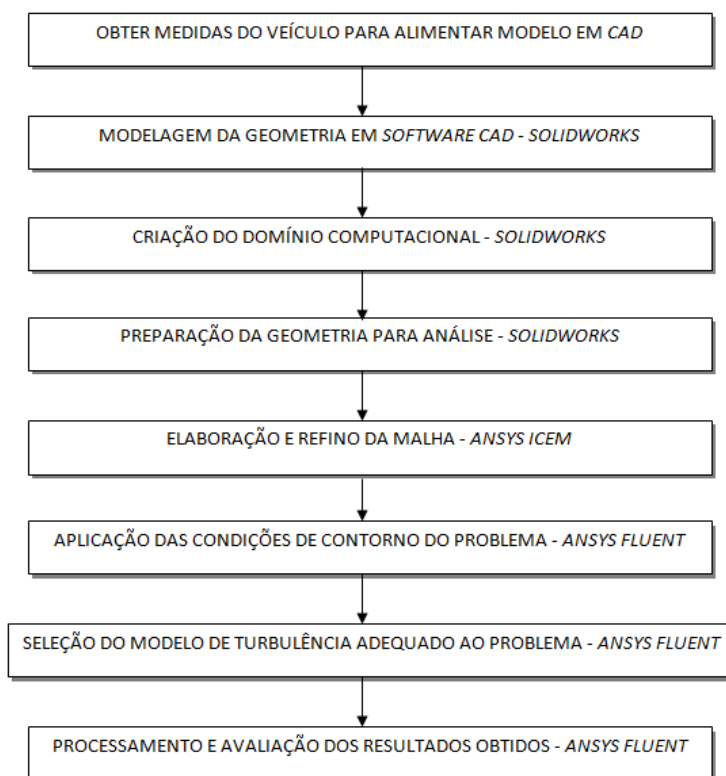 OBTER MEDIDAS DO VEÍCULO PARA ALIMENTAR MODELO EM CAD
MODELAGEM DA GEOMETRIA EM SOFTWARE CAD - SOLIDWORKS
CRIAÇÃO DO DOMÍNIO COMPUTACIONAL - SOLIDWORKS
PREPARAÇÃO DA GEOMETRIA PARA ANÁLISE - SOLIDWORKS
ELABORAÇÃO E REFINO DA MALHA - ANSYS ICEM
APLICAÇÃO DAS CONDIÇÕES DE CONTORNO DO PROBLEMA - ANSYS FLUENT
SELEÇÃO DO MODELO DE TURBULÊNCIA ADEQUADO AO PROBLEMA - ANSYS FLUENT
PROCESSAMENTO E AVALIAÇÃO DOS RESULTADOS OBTIDOS - ANSYS FLUENT